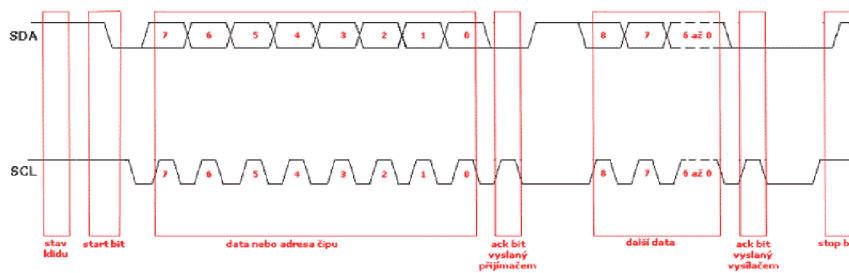 SDA
7 6 5 4 3 2 1 0
8 7 6 až 0
SCL
7 6 5 4 3 2 1 0
8 7 6 až 0
stav
klidu
start bit
data nebo adresa čipu
ack bit
vyslaný
přijímačem
další data
ack bit
vyslaný
vysílačem
stop b